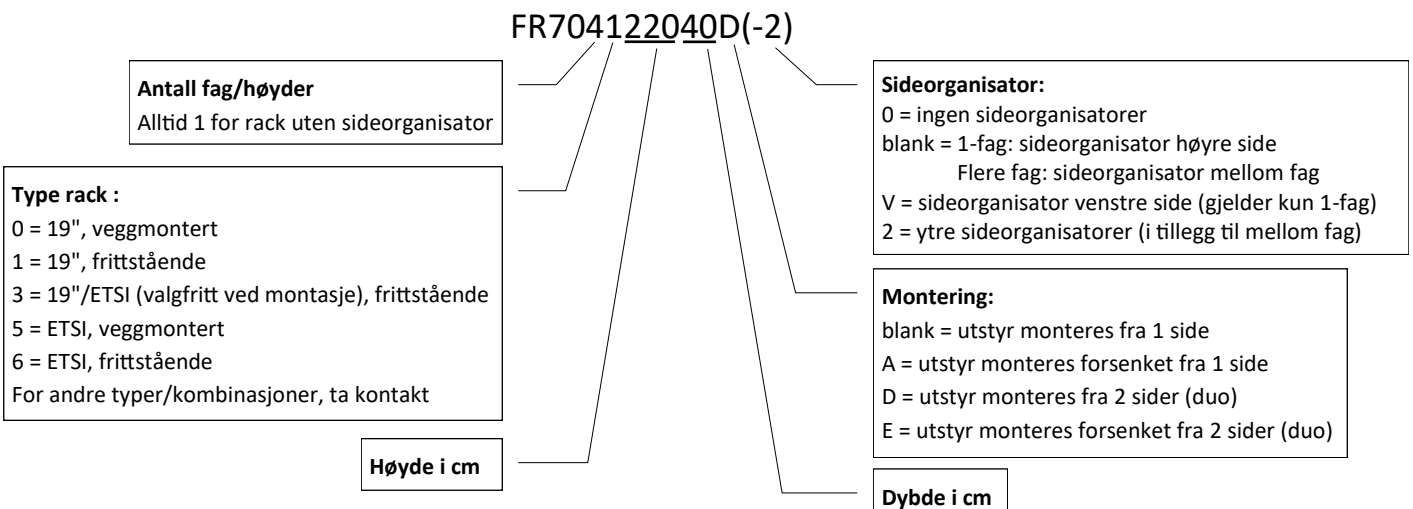 FR704122040D(-2)
Antall fag/høyder
Alltid 1 for rack uten sideorganisator
Type rack :
0 = 19", veggmontert
1 = 19", frittstående
3 = 19"/ETSI (valgfritt ved montasje), frittstående
5 = ETSI, veggmontert
6 = ETSI, frittstående
For andre typer/kombinasjoner, ta kontakt
Høyde i cm
Sideorganisator:
0 = ingen sideorganisatorer
blank = 1-fag: sideorganisator høyre side
Flere fag: sideorganisator mellom fag
V = sideorganisator venstre side (gjelder kun 1-fag)
2 = ytre sideorganisatorer (i tillegg til mellom fag)
Montering:
blank = utstyr monteres fra 1 side
A = utstyr monteres forsenket fra 1 side
D = utstyr monteres fra 2 sider (duo)
E = utstyr monteres forsenket fra 2 sider (duo)
Dybde i cm